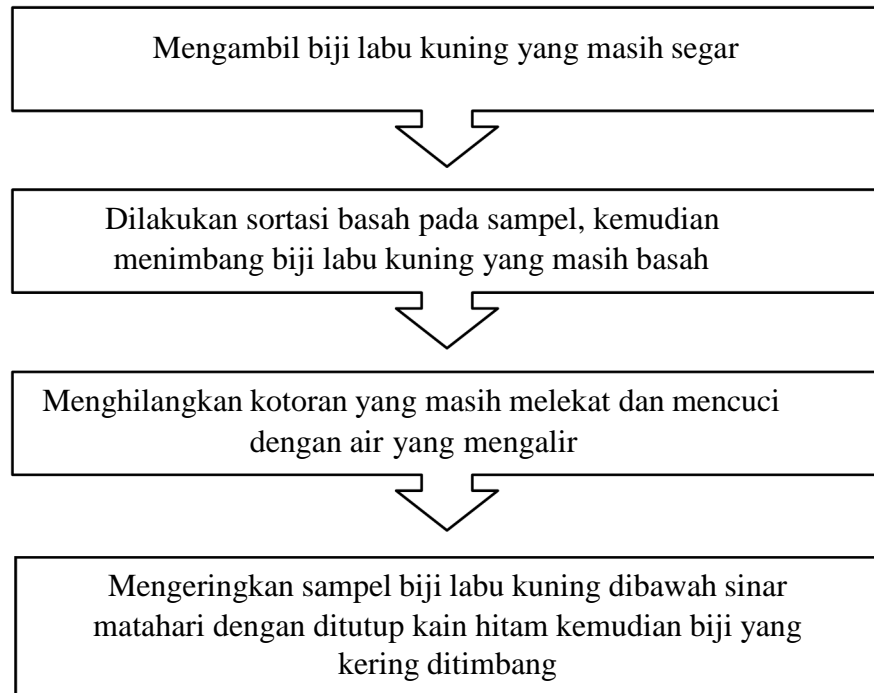 Mengambil biji labu kuning yang masih segar
Dilakukan sortasi basah pada sampel, kemudian
menimbang biji labu kuning yang masih basah
Menghilangkan kotoran yang masih melekat dan mencuci
dengan air yang mengalir
Mengeringkan sampel biji labu kuning dibawah sinar
matahari dengan ditutup kain hitam kemudian biji yang
kering ditimbang